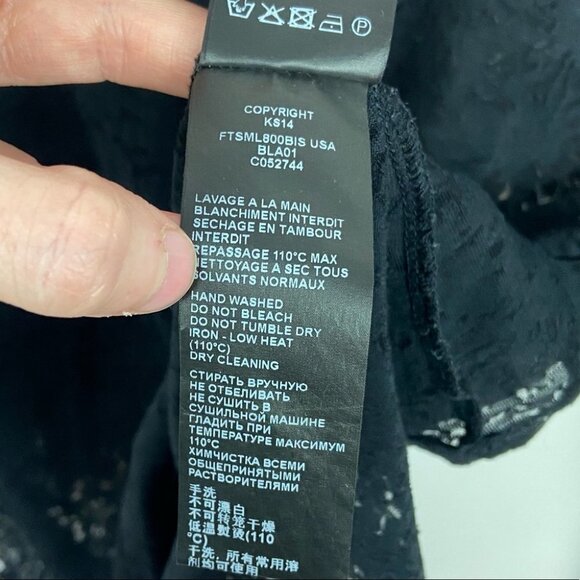 COPYRIGHT
KS14
FTSML800BIS USA
BLA01
C052744
LAVAGE A LA MAIN
BLANCHIMENT INTERDIT
SECHAGE EN TAMBOUR
INTERDIT
REPASSAGE 110°C MAX
NETTOYAGE A SEC TOUS
SOLVANTS NORMAUX
HAND WASHED
DO NOT BLEACH
DO NOT TUMBLE DRY
IRON - LOW HEAT
(110°C)
DRY CLEANING
СТИРАТЬ ВРУЧНУЮ
НЕ ОТБЕЛИВАТЬ
НЕ СУШИТЬ В
СУШИЛЬНОЙ МАШИНЕ
ГЛАДИТЬ ПРИ
ТЕМПЕРАТУРЕ МАКСИМУМ
110°C
ХИМЧИСТКА ВСЕМИ
ОБЩЕПРИНЯТЫМИ
РАСТВОРИТЕЛЯМИ
手洗
不可漂白
不可转笼干燥
低温熨烫(110
°C)
干洗,所有常用溶
剂均可使用